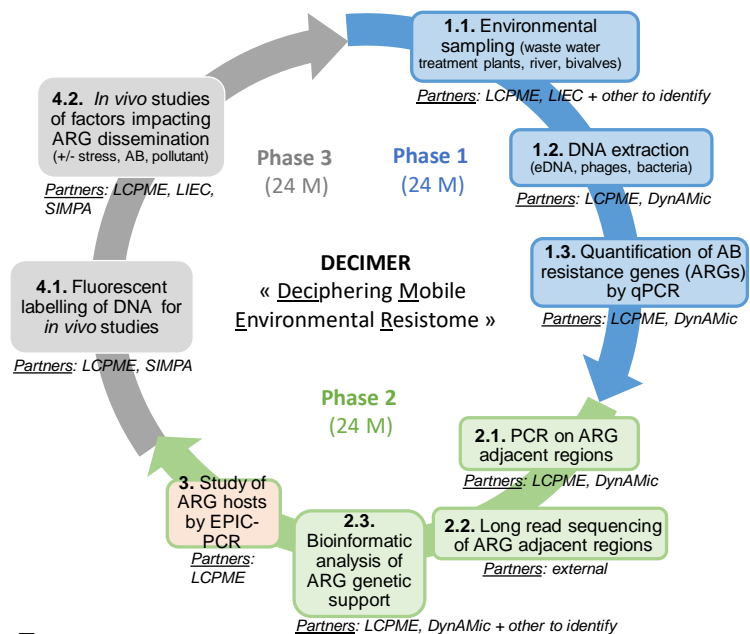 1.1. Environmental
sampling (waste water
treatment plants, river, bivalves)
Partners: LCPME, LIEC + other to identify
1.2. DNA extraction
(eDNA, phages, bacteria)
Partners: LCPME, DynAMic
1.3. Quantification of AB
resistance genes (ARGs)
by qPCR
Partners: LCPME, DynAMic
Phase 1
(24 M)
Phase 3
(24 M)
DECIMER
« Deciphering Mobile
Environmental Resistome »
Phase 2
(24 M)
2.1. PCR on ARG
adjacent regions
Partners: LCPME, DynAMic
2.2. Long read sequencing
of ARG adjacent regions
Partners: external
2.3.
Bioinformatic
analysis of
ARG genetic
support
Partners: LCPME, DynAMic + other to identify
3. Study of
ARG hosts
by EPIC-
PCR
Partners:
LCPME
4.1. Fluorescent
labelling of DNA for
in vivo studies
Partners: LCPME, SIMPA
4.2. In vivo studies
of factors impacting
ARG dissemination
(+/- stress, AB, pollutant)
Partners: LCPME, LIEC,
SIMPA